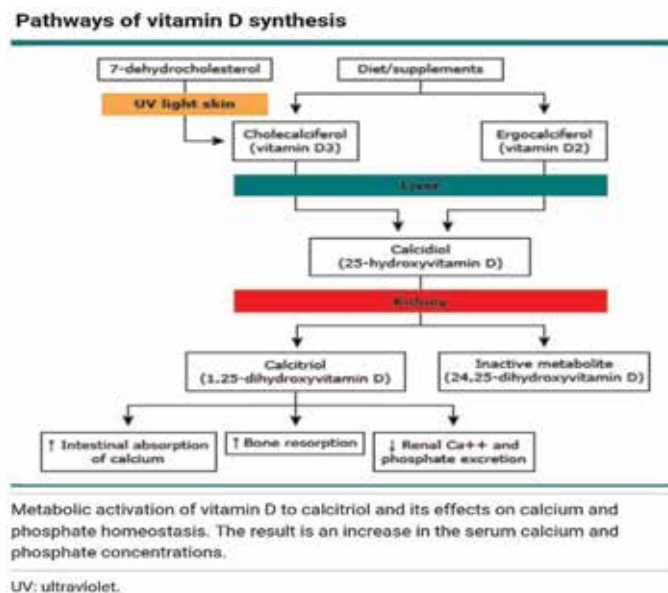 Pathways of vitamin D synthesis
7-dehydrocholesterol
Diet/supplements
UV light skin
Cholecalciferol
(vitamin D3)
Ergocalciferol
(vitamin D2)
Liver
Calcidiol
(25-hydroxyvitamin D)
Kidney
Calcitriol
(1,25-dihydroxyvitamin D)
Inactive metabolite
(24,25-dihydroxyvitamin D)
↑ Intestinal absorption
of calcium
↑ Bone resorption
↓ Renal Ca++ and
phosphate excretion
Metabolic activation of vitamin D to calcitriol and its effects on calcium and
phosphate homeostasis. The result is an increase in the serum calcium and
phosphate concentrations.
UV: ultraviolet.